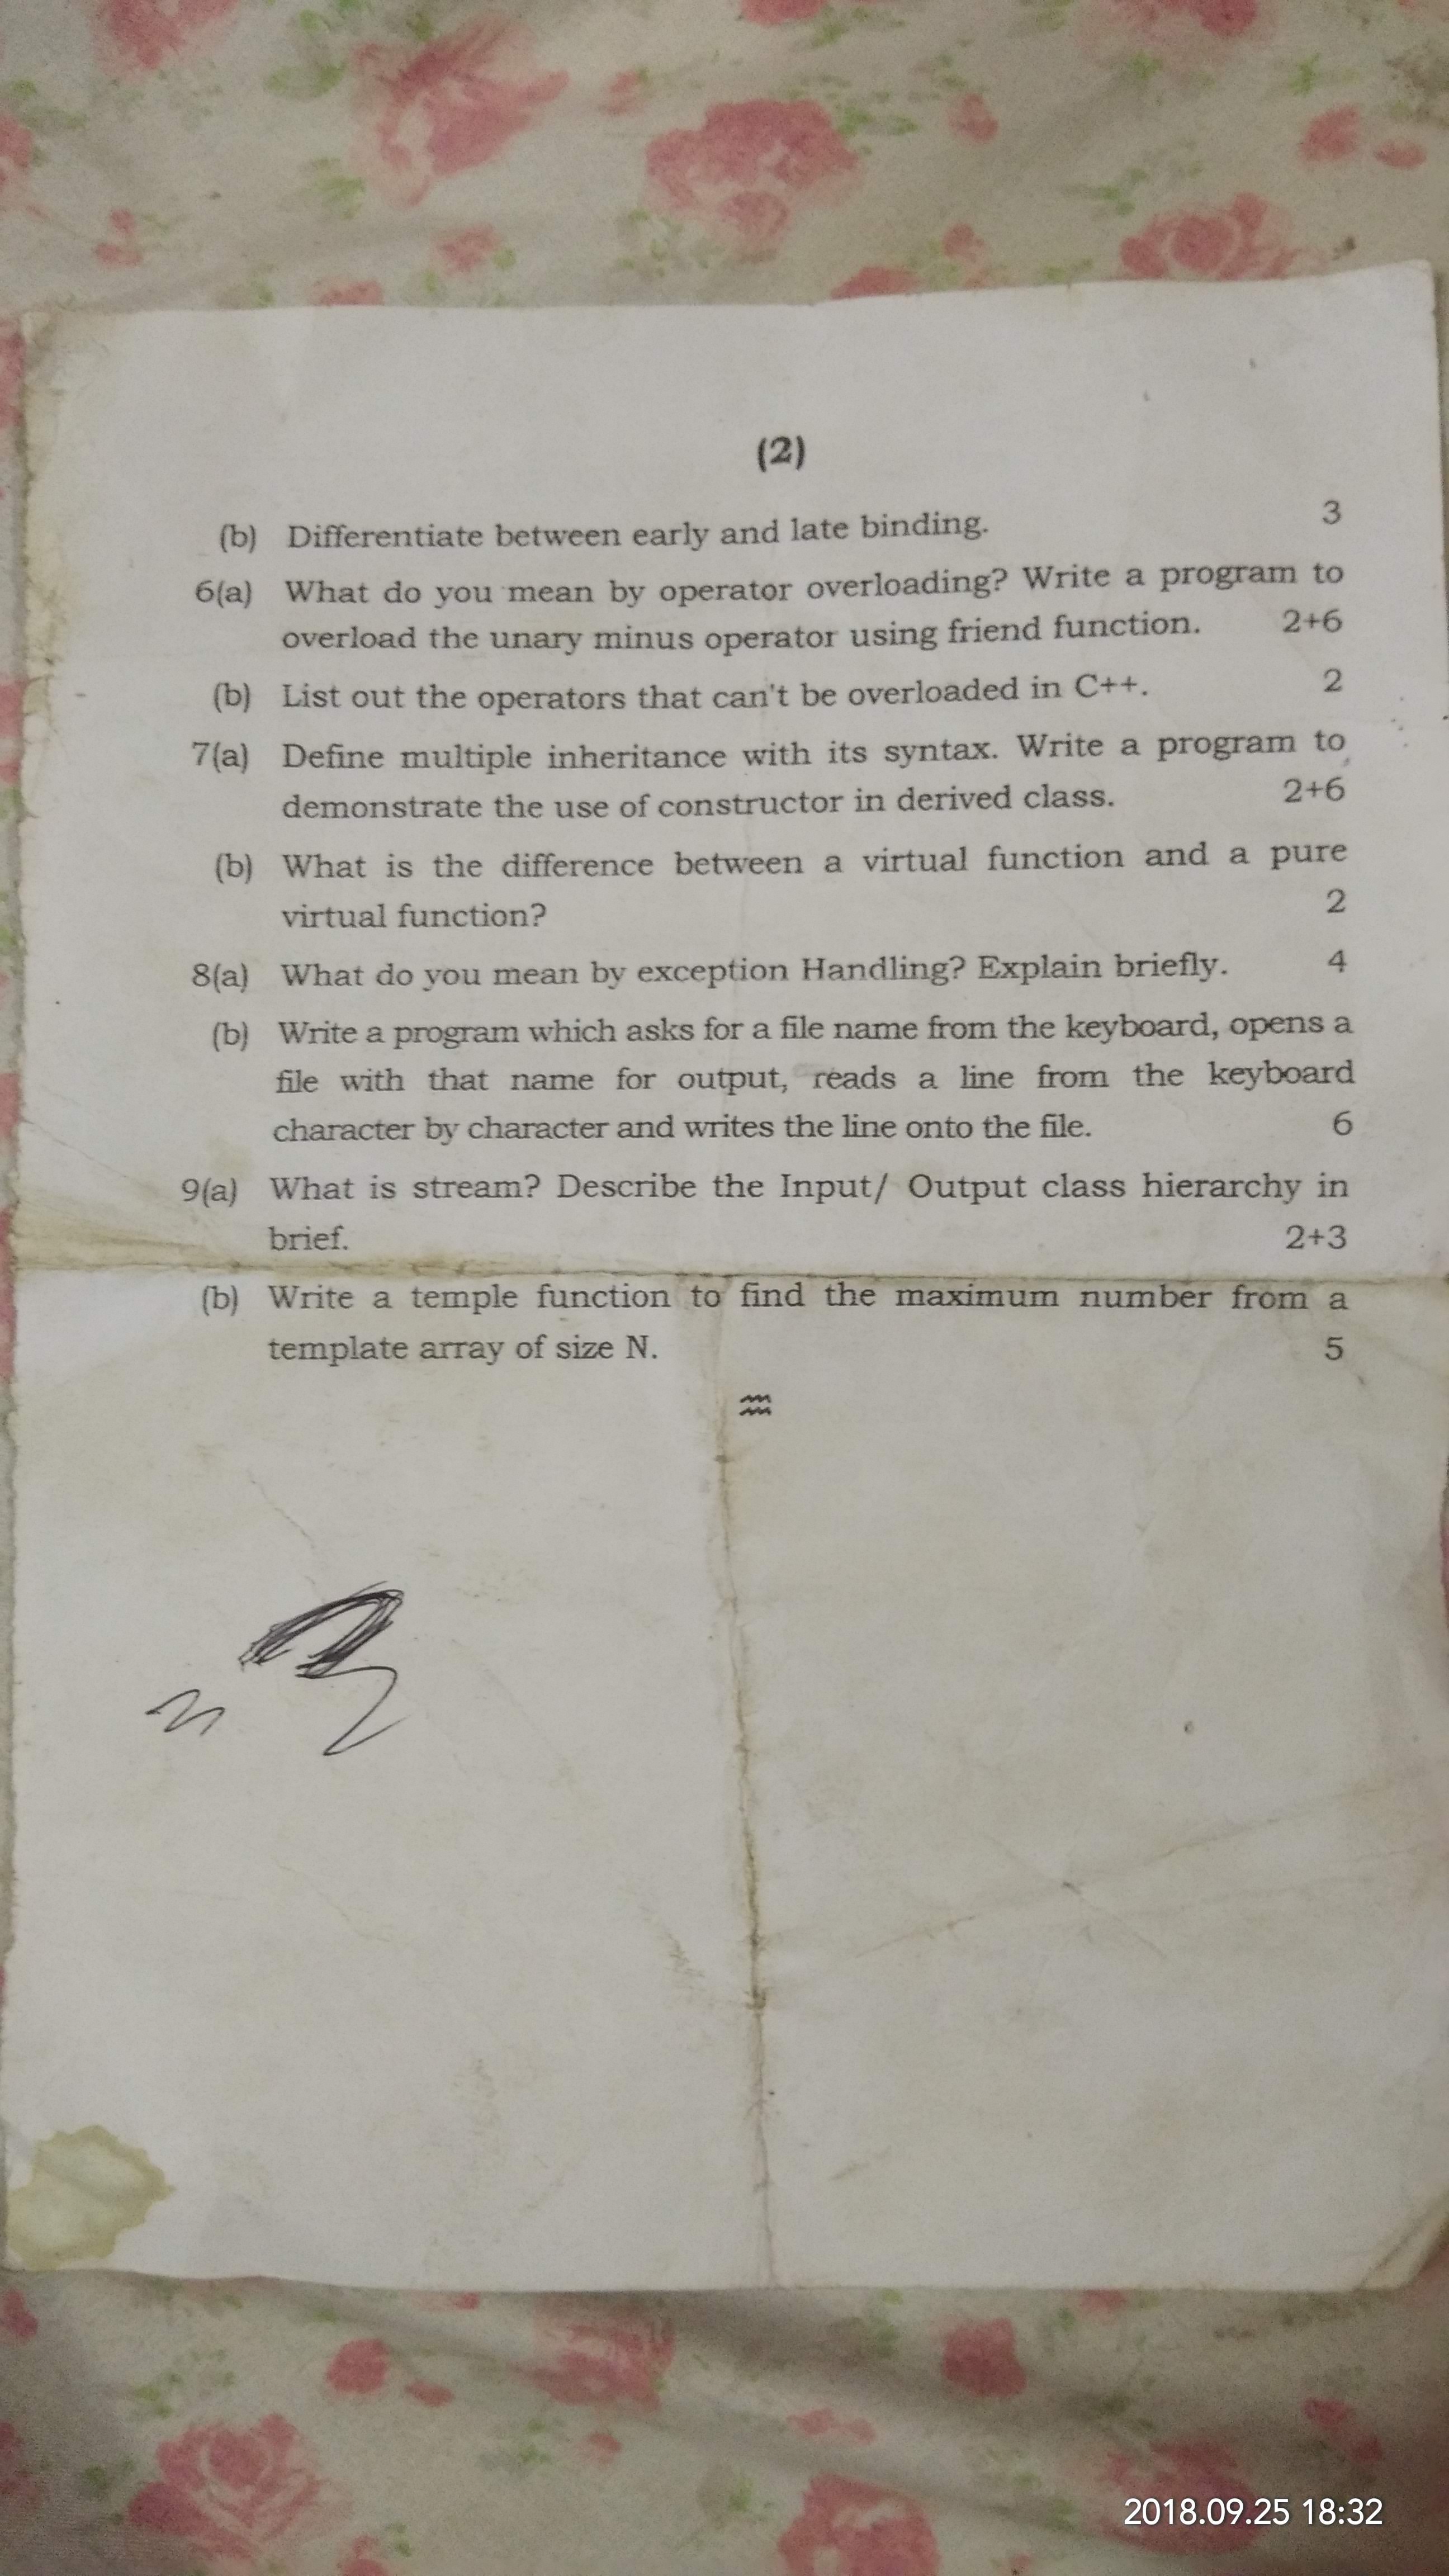 (2)
(b) Differentiate between early and late binding. 3
6(a) What do you mean by operator overloading? Write a program to
overload the unary minus operator using friend function. 2+6
(b) List out the operators that can't be overloaded in C++. 2
7(a) Define multiple inheritance with its syntax. Write a program to
demonstrate the use of constructor in derived class. 2+6
(b) What is the difference between a virtual function and a pure
virtual function? 2
8(a) What do you mean by exception Handling? Explain briefly. 4
(b) Write a program which asks for a file name from the keyboard, opens a
file with that name for output, reads a line from the keyboard
character by character and writes the line onto the file. 6
9(a) What is stream? Describe the Input/ Output class hierarchy in
brief. 2+3
(b) Write a temple function to find the maximum number from a
template array of size N. 5
2018.09.25 18:32